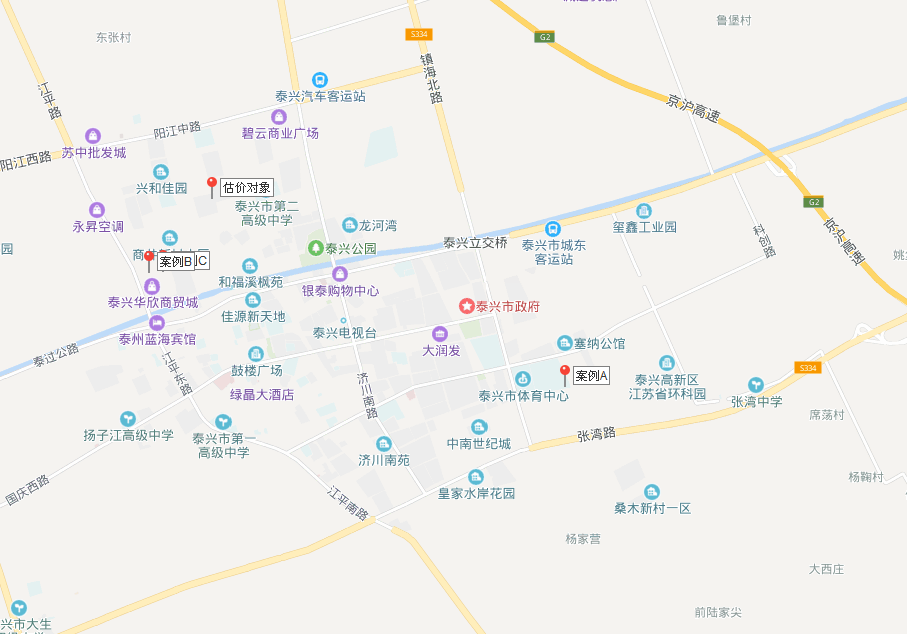 鲁堡村
东张村
S334
G2
镇海北路
江平路
泰兴汽车客运站
京沪高速
碧云商业广场
阳江中路
苏中批发城
阳江西路
兴和佳园
估价对象
G2
泰兴市第二
高级中学
永昇空调
龙河湾
玺鑫工业园
科创路
京沪高速
泰兴立交桥
泰兴市城东
客运站
泰兴公园
园
案例B
JC
和福溪枫苑
银泰购物中心
泰兴华欣商贸城
泰兴市政府
佳源新天地
泰州蓝海宾馆
泰兴电视台
大润发
塞纳公馆
泰过公路
江平东路
鼓楼广场
S334
案例A
泰兴高新区
江苏省环科园
济川南路
绿晶大酒店
泰兴市体育中心
张湾中学
席荡村
扬子江高级中学
泰兴市第一
高级中学
中南世纪城
张湾路
济川南苑
杨鞠村
国庆西路
江平南路
皇家水岸花园
桑木新村一区
杨家营
大西庄
前陆家尖
兴市大生